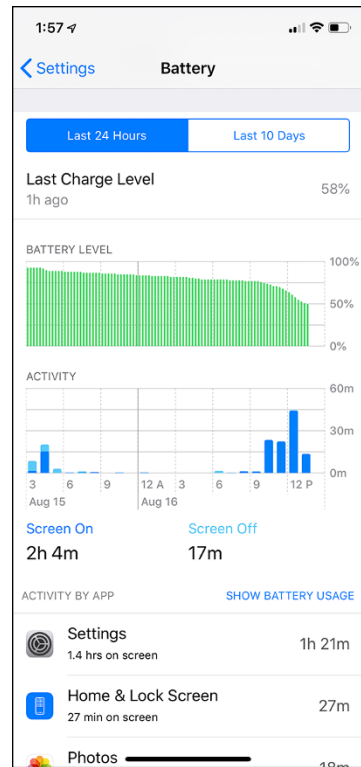 1:57
Settings
Battery
Last 24 Hours
Last 10 Days
Last Charge Level
1h ago
58%
BATTERY LEVEL
100%
50%
0%
ACTIVITY
60m
30m
0m
3 6 9 12 A 3 6 9 12 P
Aug 15 Aug 16
Screen On Screen Off
2h 4m 17m
ACTIVITY BY APP SHOW BATTERY USAGE
Settings
1.4 hrs on screen
1h 21m
Home & Lock Screen
27 min on screen
27m
Photos
18m